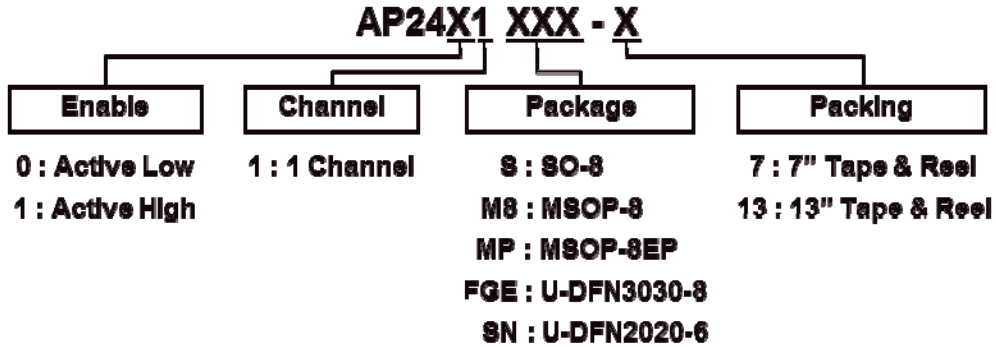 AP24X1 XXX - X
Enable Channel Package Packing
0 : Active Low 1 : 1 Channel S : SO-8 7 : 7" Tape & Reel
1 : Active High M8 : MSOP-8 13 : 13" Tape & Reel
MP : MSOP-8EP
FGE : U-DFN3030-8
SN : U-DFN2020-6